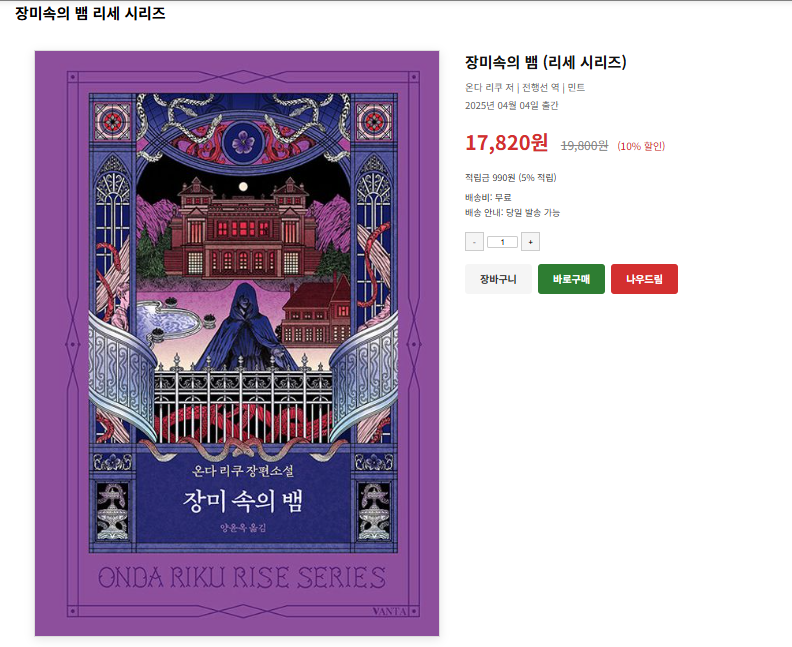 장미속의 뱀 리세 시리즈
온다 리쿠 장편소설
장미 속의 뱀
양윤옥 옮김
ONDA RIKU RISE SERIES
VANTA
장미속의 뱀 (리세 시리즈)
온다 리쿠 저 | 전행선 역 | 민트
2025년 04월 04일 출간
17,820원 19,800원 (10% 할인)
적립금 990원 (5% 적립)
배송비: 무료
배송 안내: 당일 발송 가능
- 1 +
장바구니 바로구매 나우드림